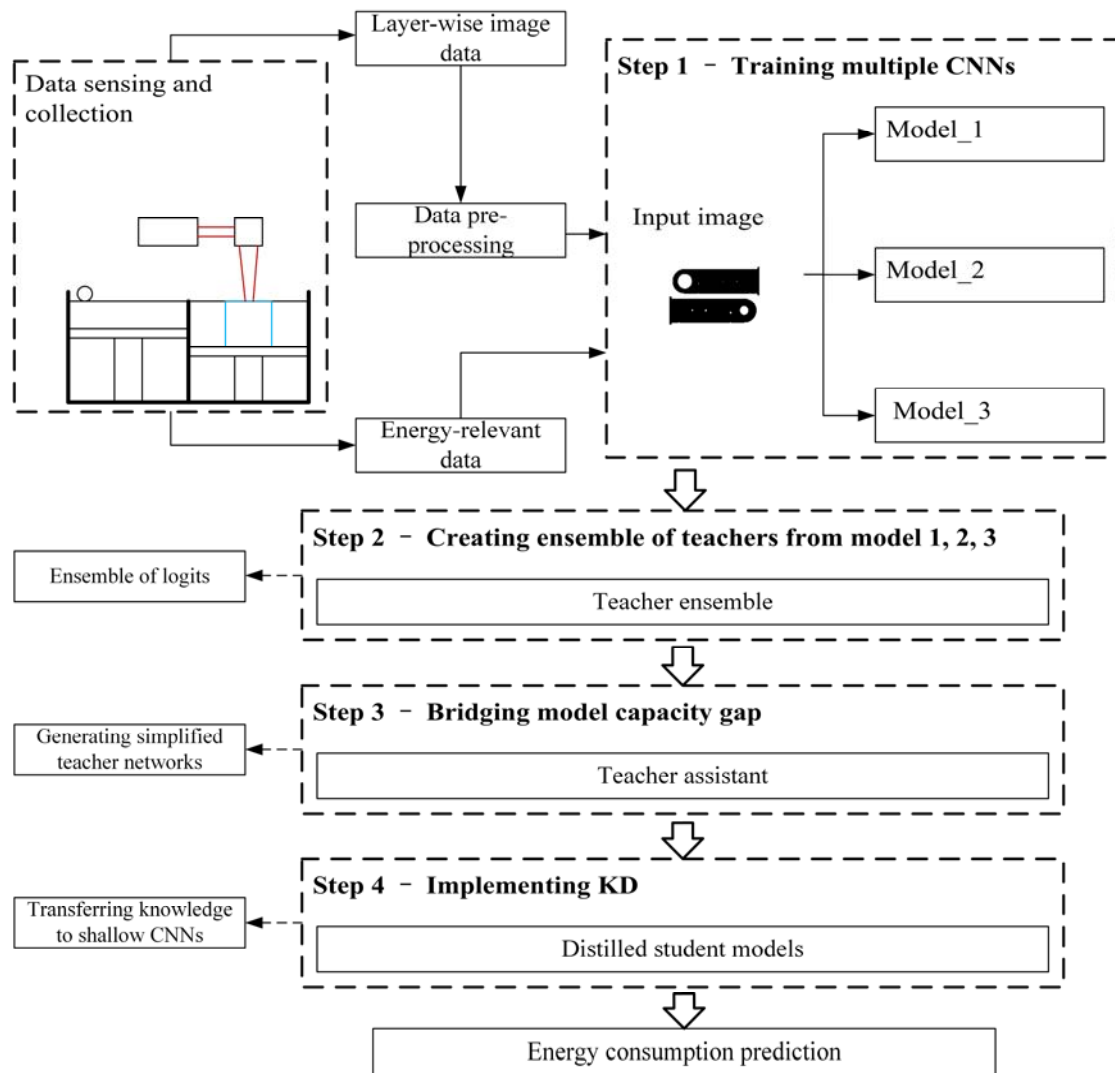 Layer-wise image
data
Data sensing and
collection
Step 1 – Training multiple CNNs
Model_1
Data pre-
processing
Input image
Model_2
Model_3
Energy-relevant
data
Step 2 – Creating ensemble of teachers from model 1, 2, 3
Ensemble of logits
Teacher ensemble
Step 3 – Bridging model capacity gap
Generating simplified
teacher networks
Teacher assistant
Step 4 – Implementing KD
Transferring knowledge
to shallow CNNs
Distilled student models
Energy consumption prediction